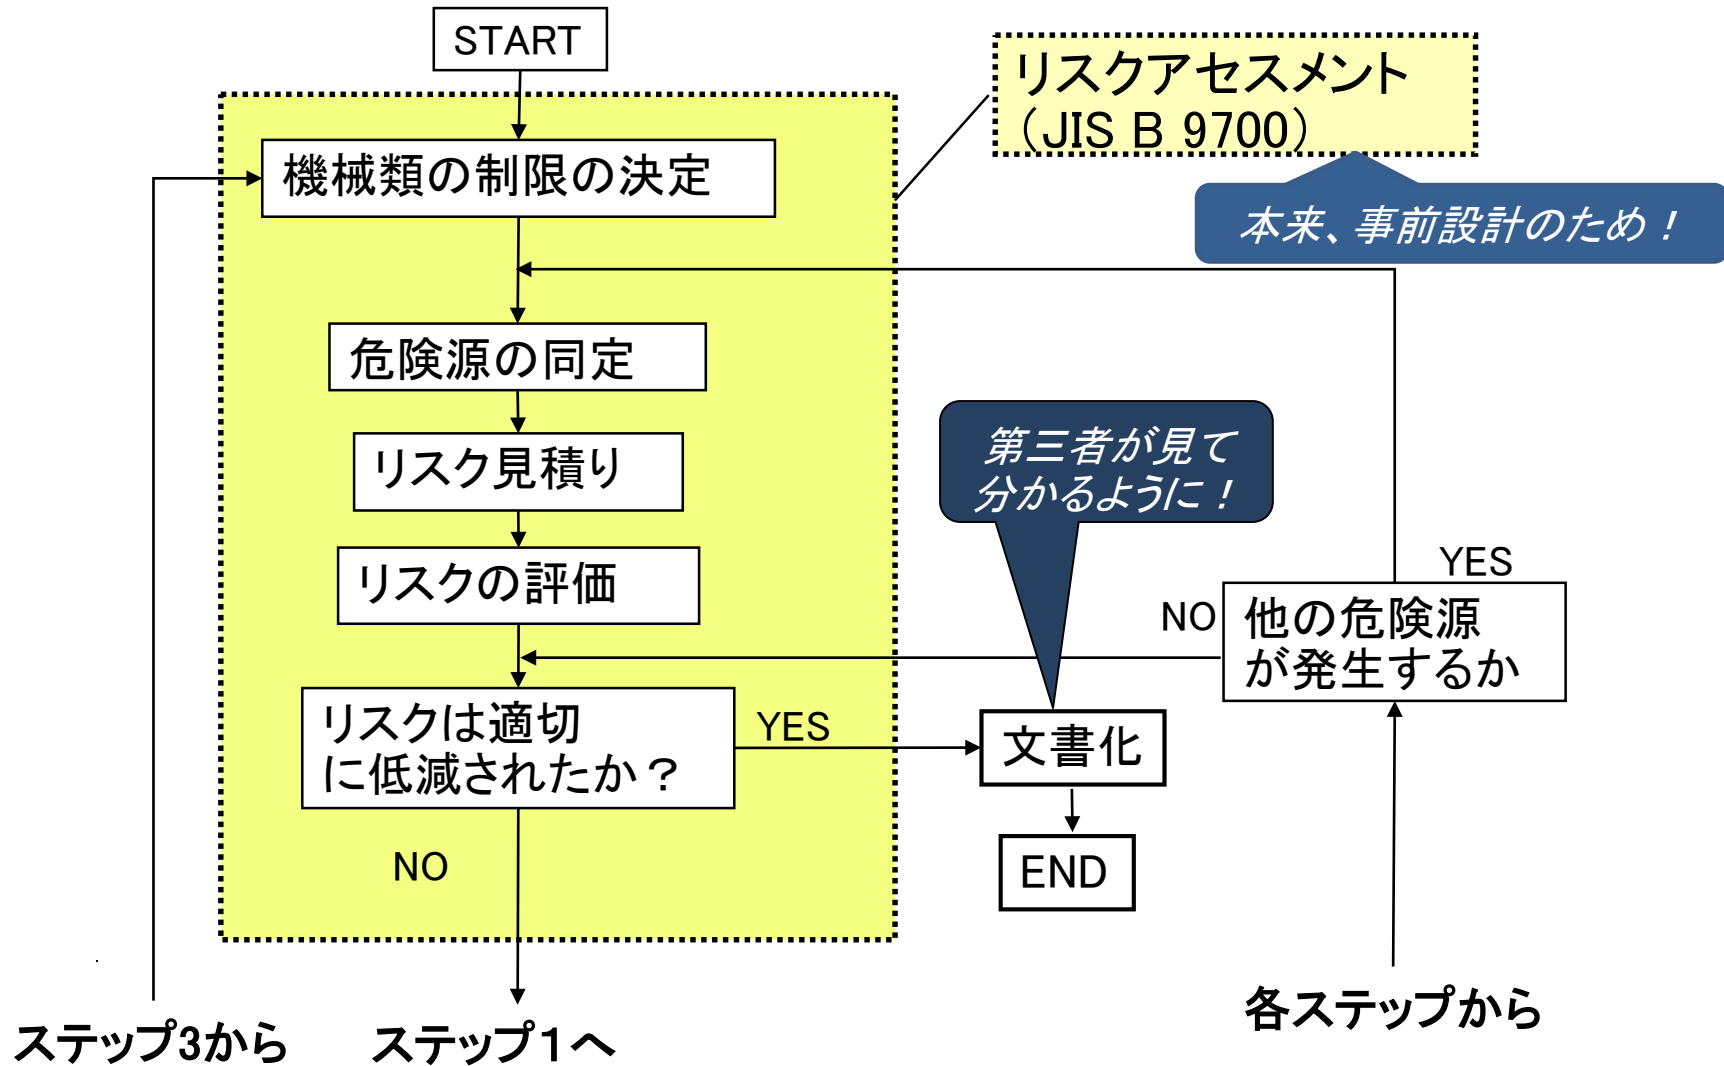 START
リスクアセスメント
（JIS B 9700）
機械類の制限の決定
本来、事前設計のため！
危険源の同定
第三者が見て
分かるように！
リスク見積り
リスクの評価
YES
NO
他の危険源
が発生するか
リスクは適切
に低減されたか？
YES
文書化
NO
END
各ステップから
ステップ3から
ステップ1へ